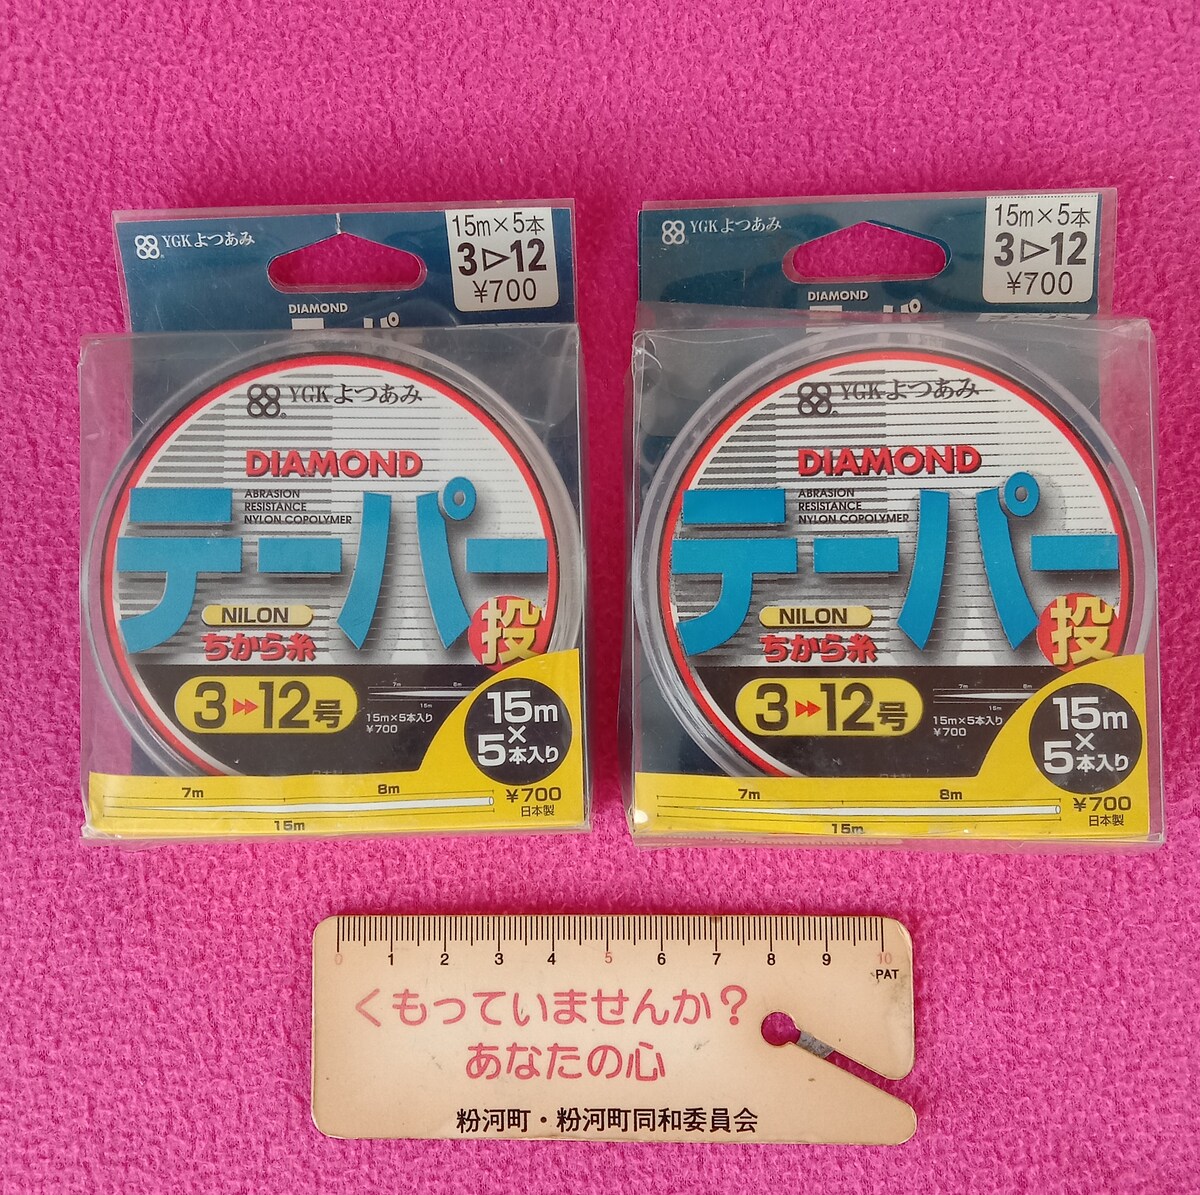 YGKよつあみ
15m×5本
3▷12
¥700
DIAMOND
YGKよつあみ
DIAMOND
ABRASION
RESISTANCE
NYLON COPOLYMER
テーパー
NILON
投
ちから糸
3 12号
7m 8m
15m
15m×5本入り
¥700
15m
×
5本入り
7m 8m
15m
¥700
日本製
YGKよつあみ
15m×5本
3▷12
¥700
DIAMOND
YGKよつあみ
DIAMOND
ABRASION
RESISTANCE
NYLON COPOLYMER
テーパー
NILON
投
ちから糸
3 12号
7m 8m
15m
15m×5本入り
¥700
15m
×
5本入り
7m 8m
15m
¥700
日本製
0 1 2 3 4 5 6 7 8 9 10
PAT
くもっていませんか?
あなたの心
粉河町・粉河町同和委員会